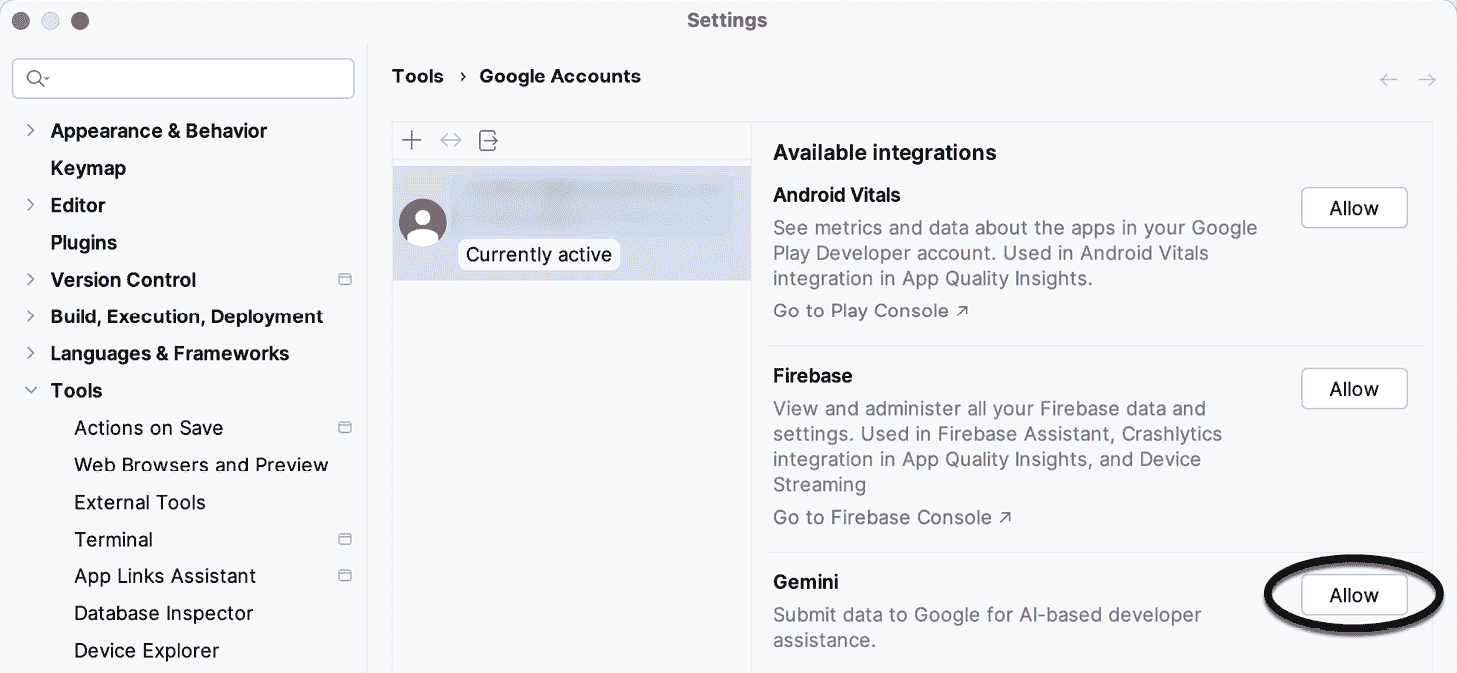 Settings
Tools › Google Accounts
Appearance & Behavior
Keymap
Editor
Plugins
Version Control
Build, Execution, Deployment
Languages & Frameworks
Tools
Actions on Save
Web Browsers and Preview
External Tools
Terminal
App Links Assistant
Database Inspector
Device Explorer
Currently active
Available integrations
Android Vitals
Allow
See metrics and data about the apps in your Google
Play Developer account. Used in Android Vitals
integration in App Quality Insights.
Go to Play Console ↗
Firebase
Allow
View and administer all your Firebase data and
settings. Used in Firebase Assistant, Crashlytics
integration in App Quality Insights, and Device
Streaming
Go to Firebase Console ↗
Gemini
Allow
Submit data to Google for AI-based developer
assistance.